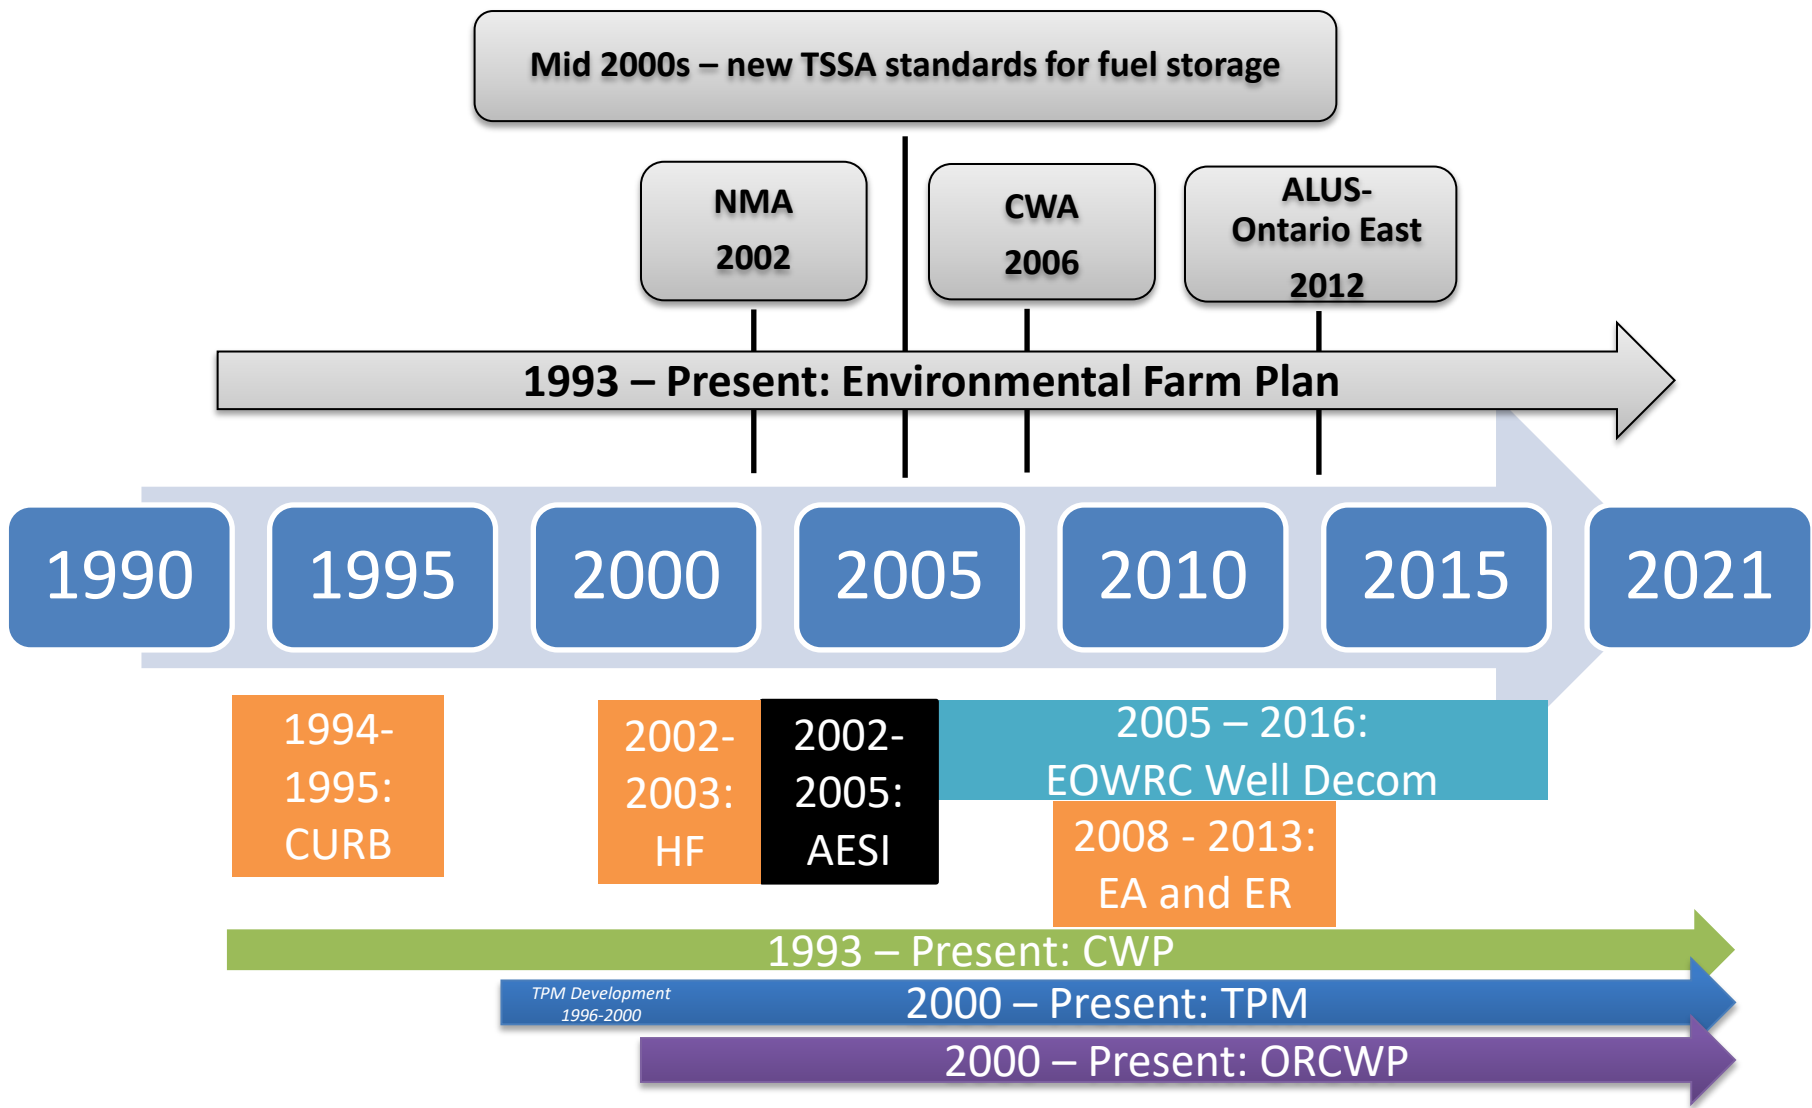 Mid 2000s – new TSSA standards for fuel storage
NMA
2002
CWA
2006
ALUS-
Ontario East
2012
1993 – Present: Environmental Farm Plan
1990
1995
2000
2005
2010
2015
2021
1994-
1995:
CURB
2002-
2003:
HF
2002-
2005:
AESI
2005 – 2016:
EOWRC Well Decom
2008 - 2013:
EA and ER
1993 – Present: CWP
TPM Development
1996-2000
2000 – Present: TPM
2000 – Present: ORCWP